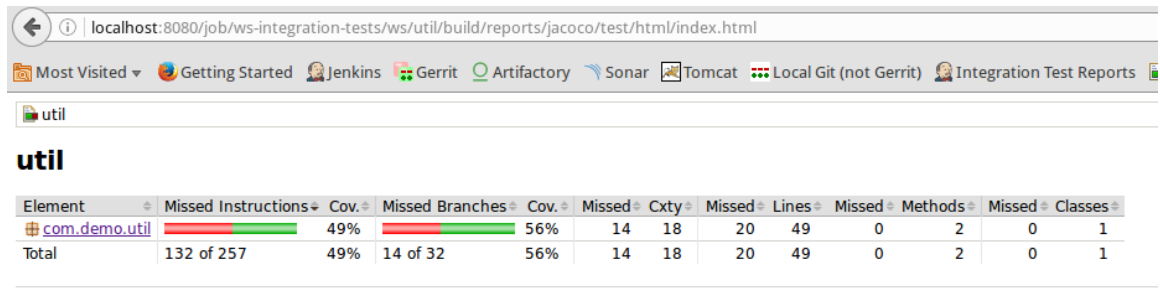 localhost:8080/job/ws-integration-tests/ws/util/build/reports/jacoco/test/html/index.html
Most Visited Getting Started Jenkins Gerrit Artifactory Sonar Tomcat Local Git (not Gerrit) Integration Test Reports
util
util
Element Missed Instructions Cov. Missed Branches Cov. Missed Cxty Missed Lines Missed Methods Missed Classes
com.demo.util 49% 56% 14 18 20 49 0 2 0 1
Total 132 of 257 49% 14 of 32 56% 14 18 20 49 0 2 0 1